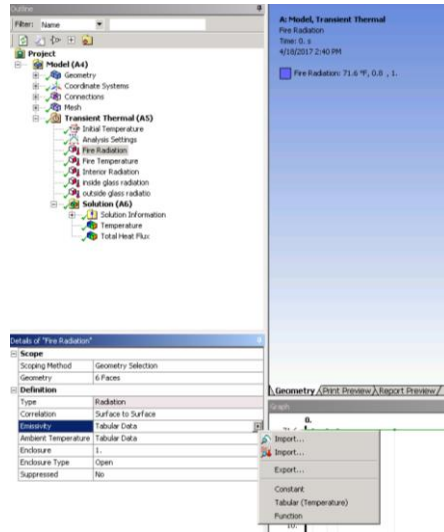 Outline
Filter: Name
Project
Model (A4)
Geometry
Coordinate Systems
Connections
Mesh
Transient Thermal (A5)
Initial Temperature
Analysis Settings
Fire Radiation
Fire Temperature
Interior Radiation
inside glass radiation
outside glass radiatio
Solution (A6)
Solution Information
Temperature
Total Heat Flux
A: Model, Transient Thermal
Fire Radiation
Time: 0. s
4/10/2017 2:40 PM
Fire Radiation: 71.6 °F, 0.8 , 1.
Details of "Fire Radiation"
Scope
Scoping Method Geometry Selection
Geometry 6 Faces
Definition
Type Radiation
Correlation Surface to Surface
Emissivity Tabular Data
Ambient Temperature Tabular Data
Enclosure 1.
Enclosure Type Open
Suppressed No
Geometry Print Preview Report Preview
Graph
0.
Import...
Import...
Export...
Constant
Tabular (Temperature)
Function
10.